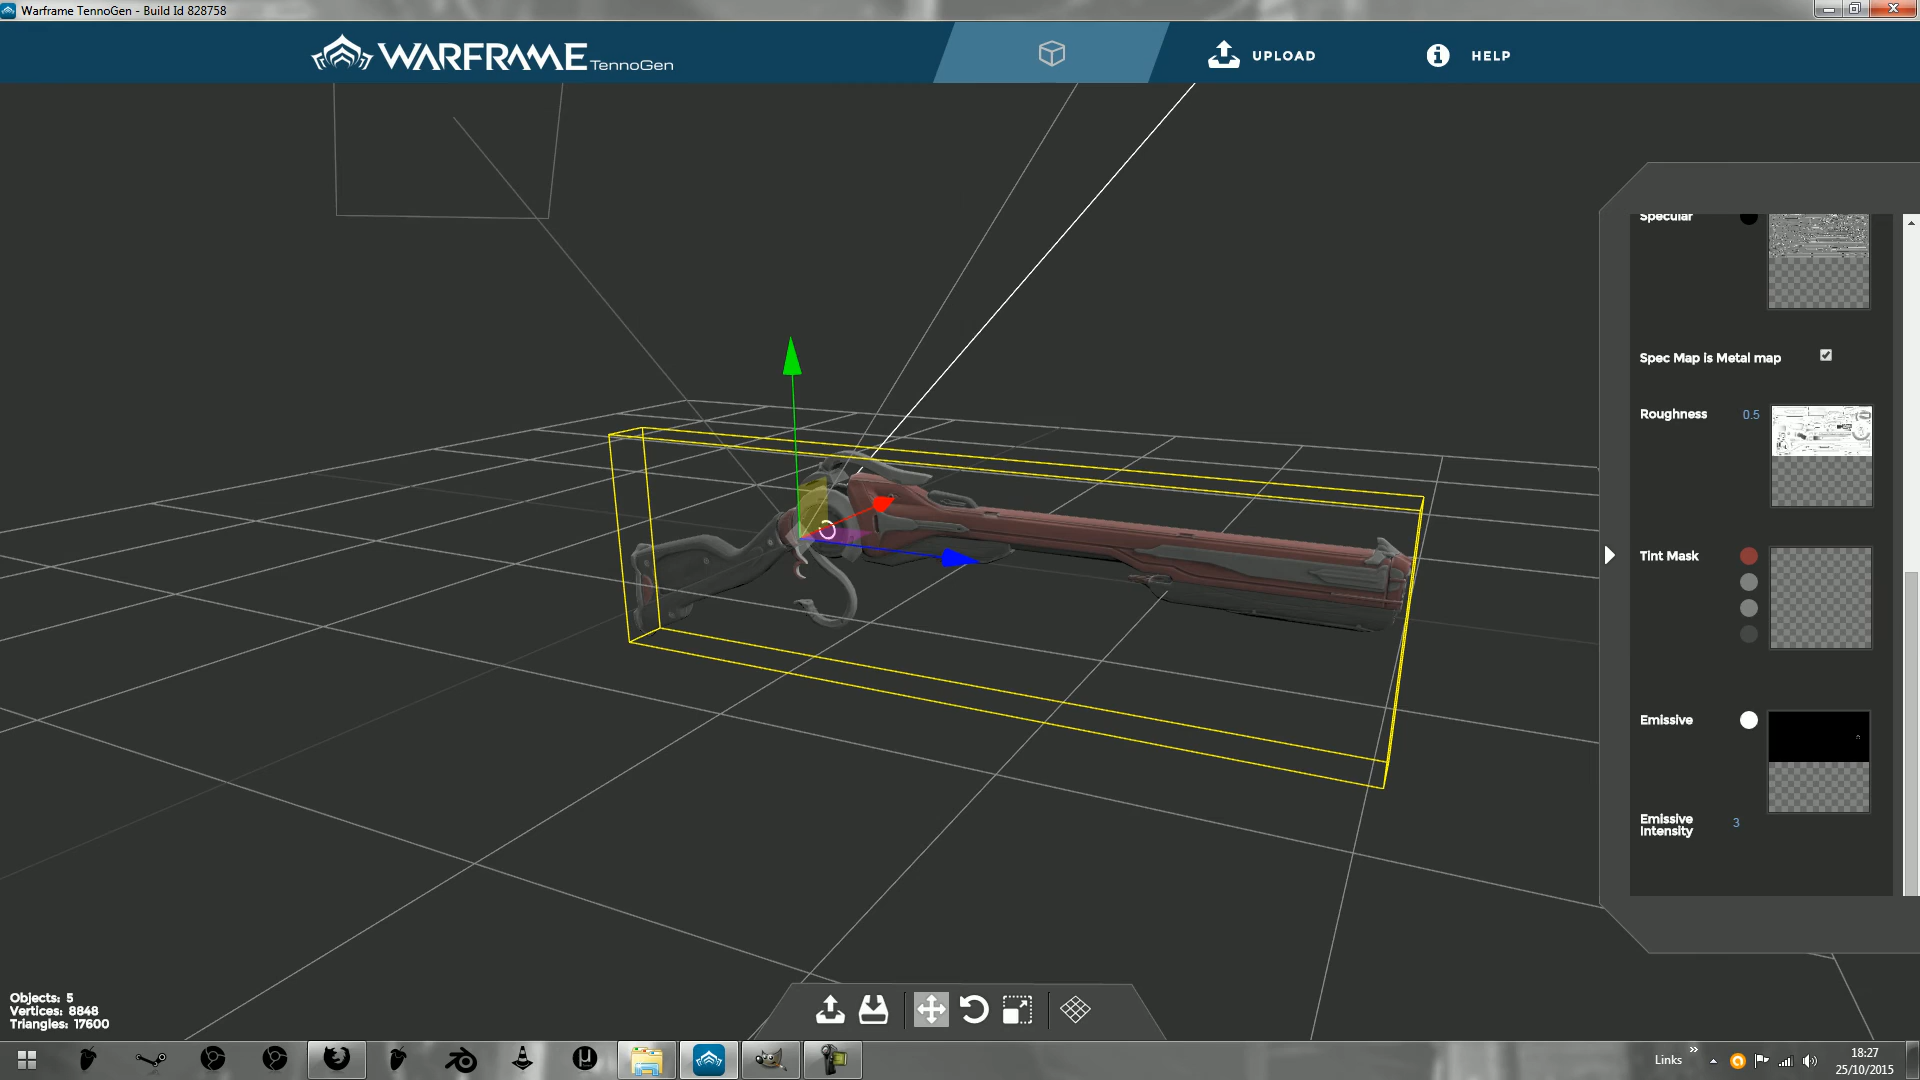 Warframe TennoGen - Build Id 828758
WARFRAME TennoGen
UPLOAD
HELP
Specular
Spec Map is Metal map
Roughness 0.5
Tint Mask
Emissive
Emissive
Intensity 3
Objects: 5
Vertices: 8848
Triangles: 17600
Links
18:27
25/10/2015